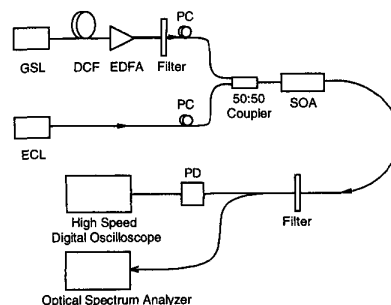 PC
GSL
DCF
EDFA
Filter
PC
50:50
Coupler
SOA
ECL
PD
High Speed
Digital Oscilloscope
Filter
Optical Spectrum Analyzer